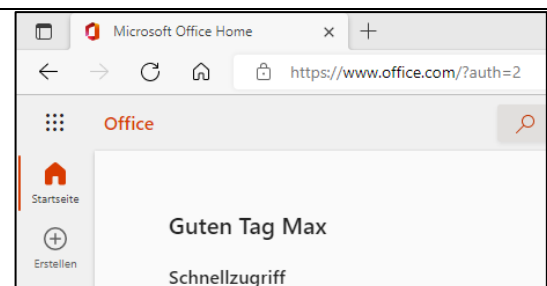 Microsoft Office Home
https://www.office.com/?auth=2
Office
Startseite
Erstellen
Guten Tag Max
Schnellzugriff